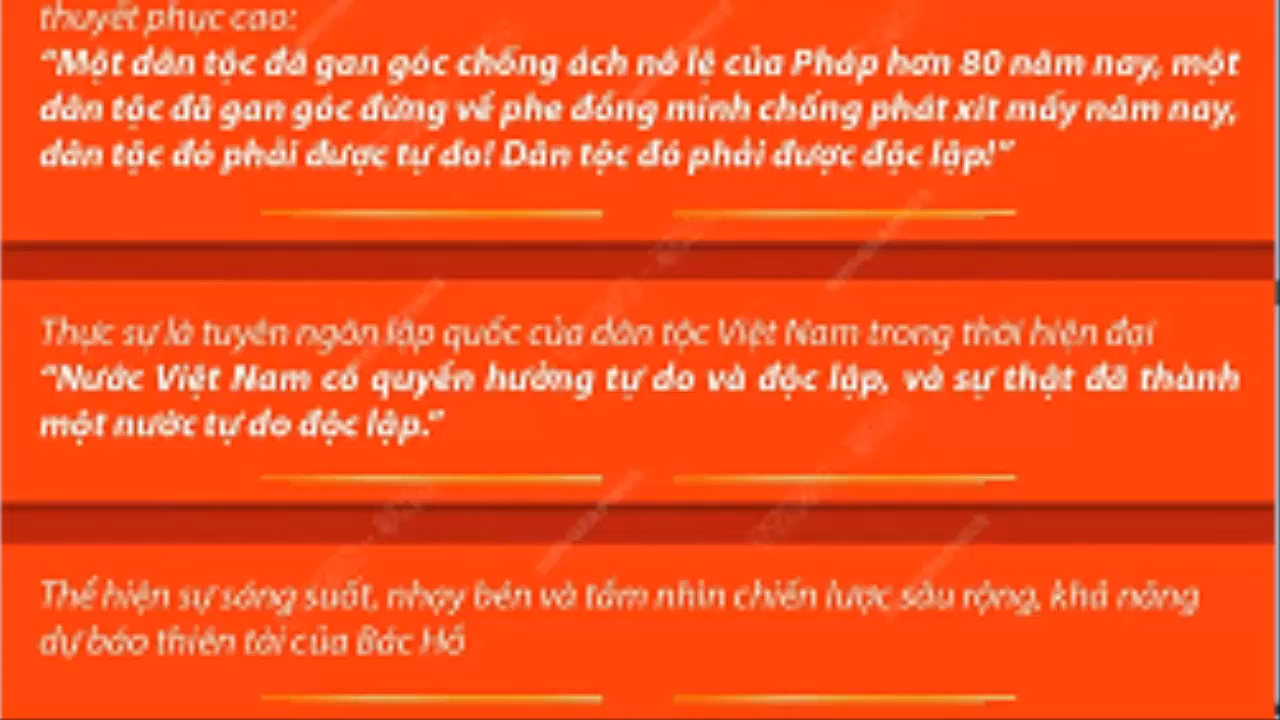 thuyết phục cao:
“Một dân tộc đã gan góc chống ách nô lệ của Pháp hơn 80 năm nay, một
dân tộc đã gan góc đứng về phe đồng minh chống phát xít mấy năm nay,
dân tộc đó phải được tự do! Dân tộc đó phải được độc lập!”
Thực sự là tuyên ngôn lập quốc của dân tộc Việt Nam trong thời hiện đại
“Nước Việt Nam có quyền hưởng tự do và độc lập, và sự thật đã thành
một nước tự do độc lập.”
Thể hiện sự sáng suốt, nhạy bén và tầm nhìn chiến lược sâu rộng, khả năng
dự báo thiên tài của Bác Hồ